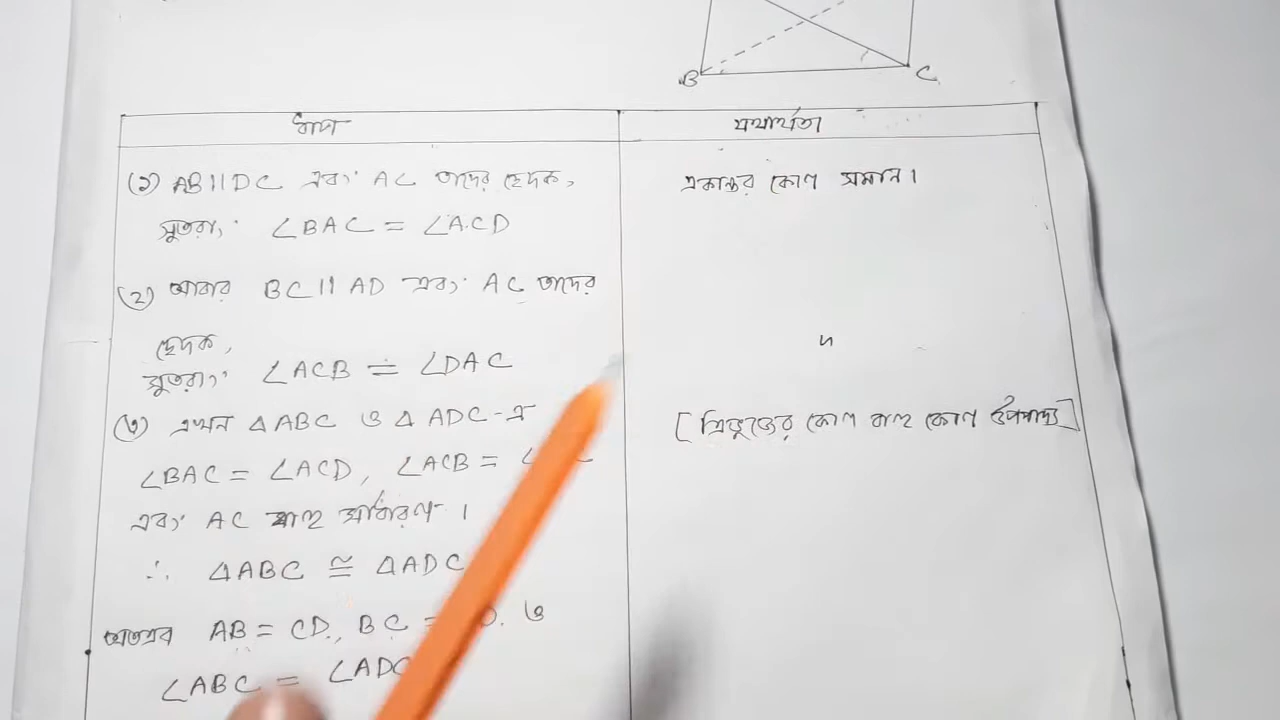 B
C
ধাপ
যথার্থতা
(১) AB||DC এবং AC তাদের ছেদক,
একান্তর কোণ সমান।
সুতরাং ∠BAC = ∠ACD
(২) আবার BC|| AD এবং AC তাদের
ছেদক,
"
সুতরাং ∠ACB = ∠DAC
(৩) এখন ΔABC ও ΔADC-এ
[ত্রিভুজের কোণ বাহু কোণ উপপাদ্য]
∠BAC = ∠ACD, ∠ACB = ∠
এবং AC বাহু সাধারণ।
∴ ΔABC ≅ ΔADC
অতএব AB = CD, BC = ও
∠ABC = ∠ADC